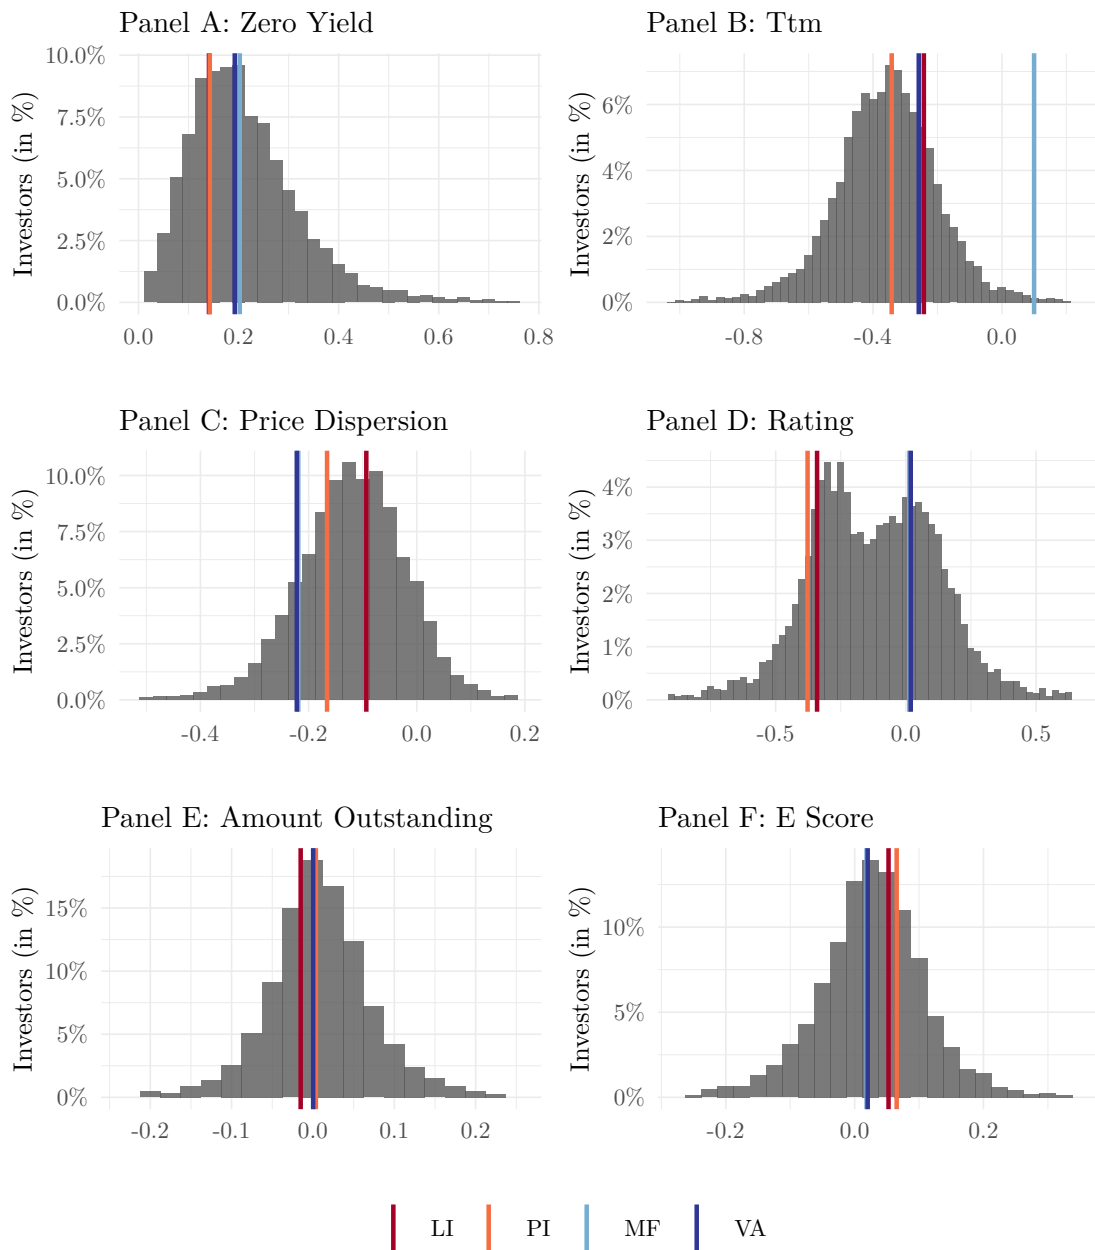 Panel A: Zero Yield
Investors (in %)
10.0%
7.5%
5.0%
2.5%
0.0%
0.0 0.2 0.4 0.6 0.8
Panel B: Ttm
Investors (in %)
6%
4%
2%
0%
-0.8 -0.4 0.0
Panel C: Price Dispersion
Investors (in %)
10.0%
7.5%
5.0%
2.5%
0.0%
-0.4 -0.2 0.0 0.2
Panel D: Rating
Investors (in %)
4%
3%
2%
1%
0%
-0.5 0.0 0.5
Panel E: Amount Outstanding
Investors (in %)
15%
10%
5%
0%
-0.2 -0.1 0.0 0.1 0.2
Panel F: E Score
Investors (in %)
10%
5%
0%
-0.2 0.0 0.2
LI PI MF VA